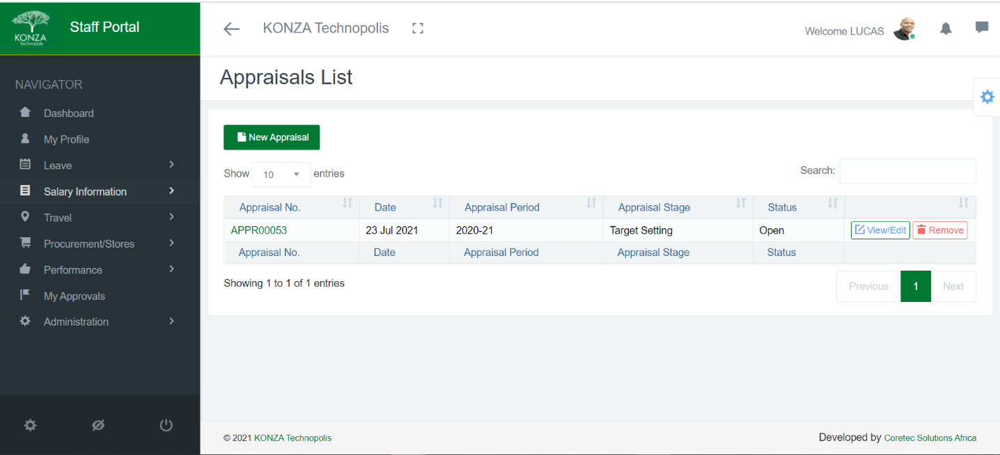 KONZA
Technopolis
Staff Portal
KONZA Technopolis
Welcome LUCAS
NAVIGATOR
Dashboard
My Profile
Leave
Salary Information
Travel
Procurement/Stores
Performance
My Approvals
Administration
Appraisals List
New Appraisal
Show 10 entries
Search:
Appraisal No. Date Appraisal Period Appraisal Stage Status
APPR00053 23 Jul 2021 2020-21 Target Setting Open View/Edit Remove
Appraisal No. Date Appraisal Period Appraisal Stage Status
Showing 1 to 1 of 1 entries
Previous 1 Next
© 2021 KONZA Technopolis
Developed by Coretec Solutions Africa